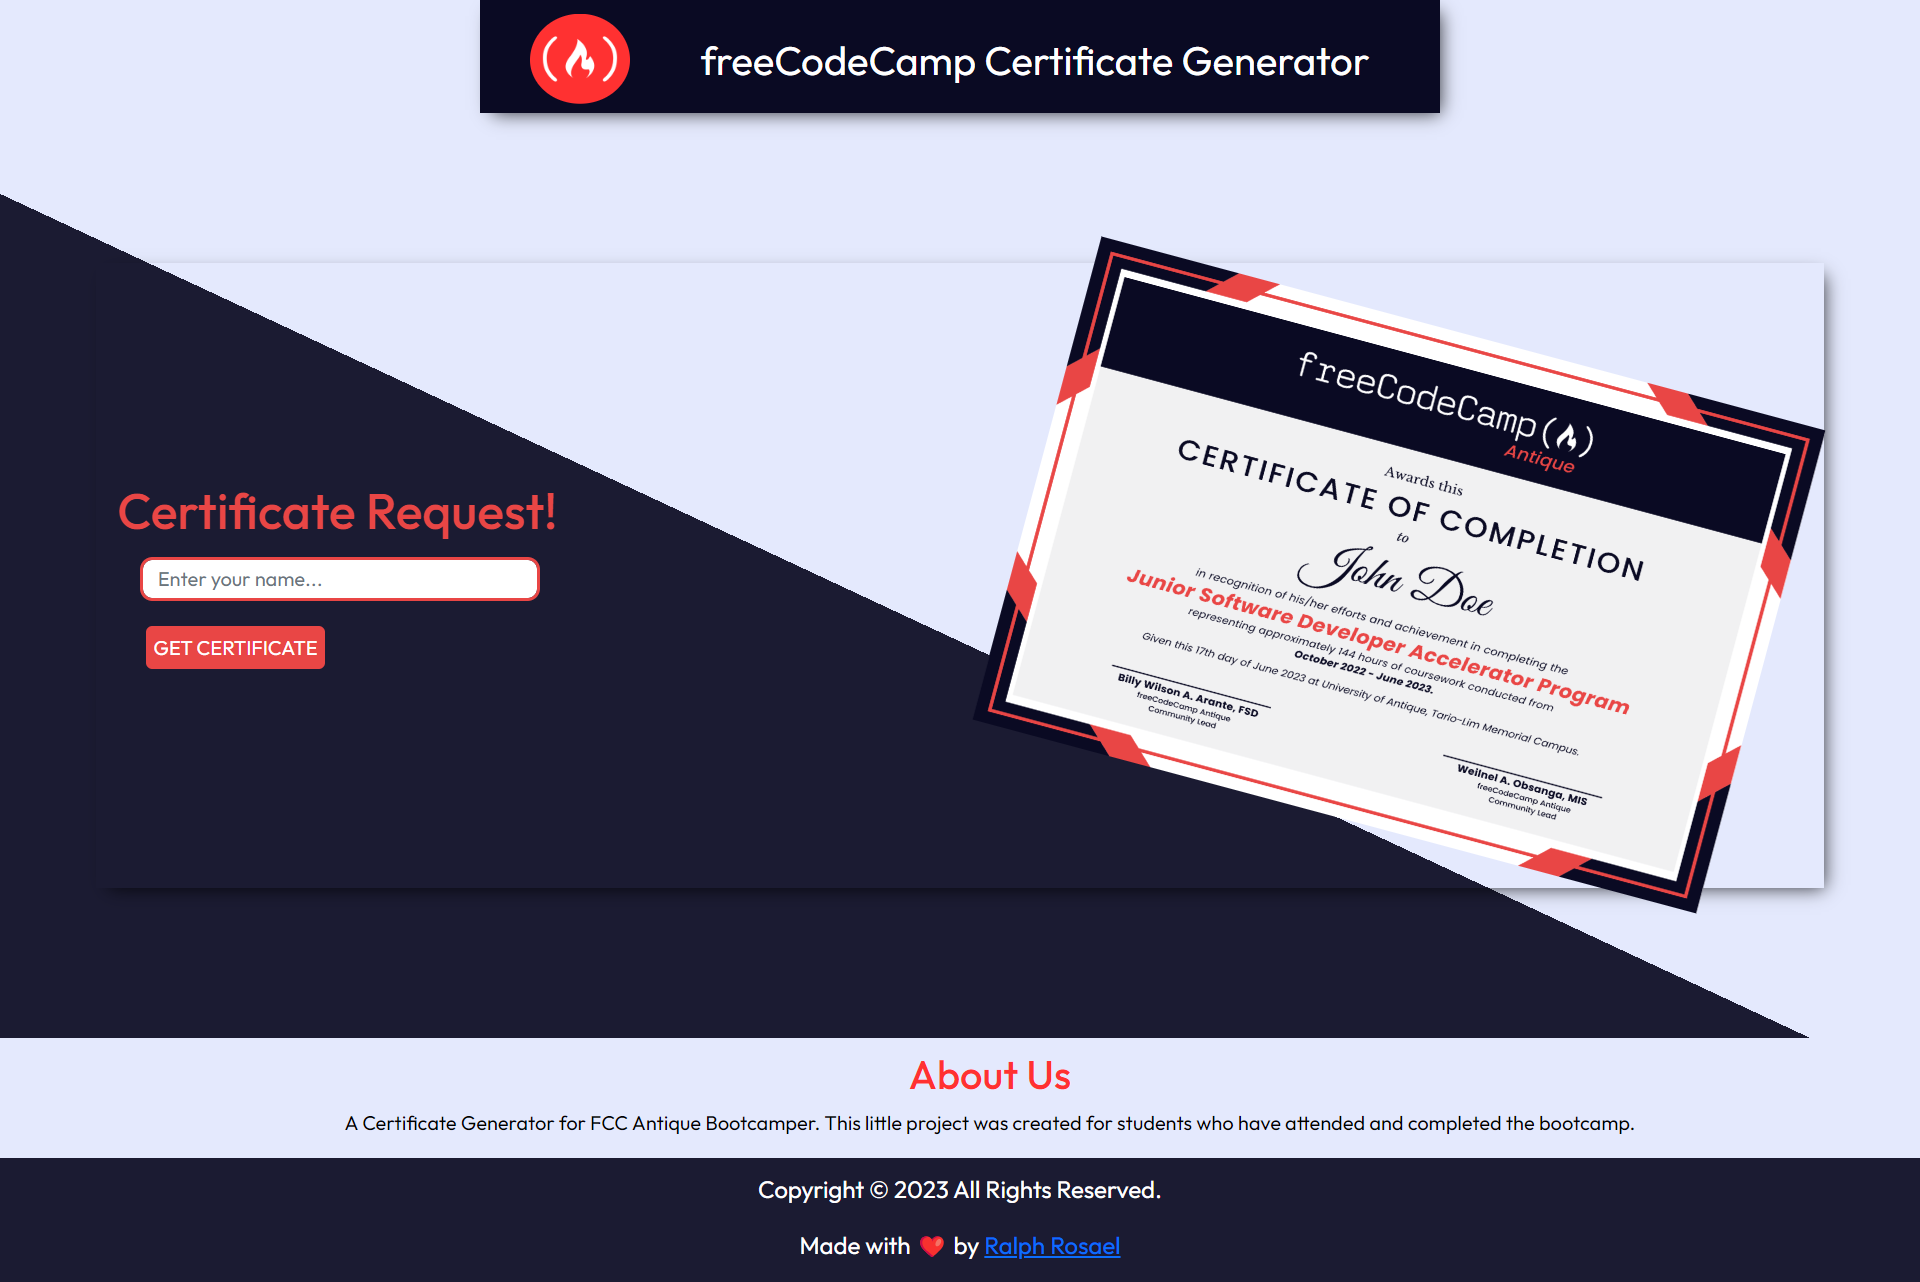 freeCodeCamp Certificate Generator
Certificate Request!
Enter your name...
GET CERTIFICATE
freeCodeCamp
Antique
Awards this
CERTIFICATE OF COMPLETION
to
John Doe
in recognition of his/her efforts and achievement in completing the
Junior Software Developer Accelerator Program
representing approximately 144 hours of coursework conducted from
October 2022 - June 2023.
Given this 17th day of June 2023 at University of Antique, Tario-Lim Memorial Campus.
Billy Wilson A. Arante, FSD
freeCodeCamp Antique
Community Lead
Weilnel A. Obsanga, MIS
freeCodeCamp Antique
Community Lead
About Us
A Certificate Generator for FCC Antique Bootcamper. This little project was created for students who have attended and completed the bootcamp.
Copyright © 2023 All Rights Reserved.
Made with ❤️ by Ralph Rosael